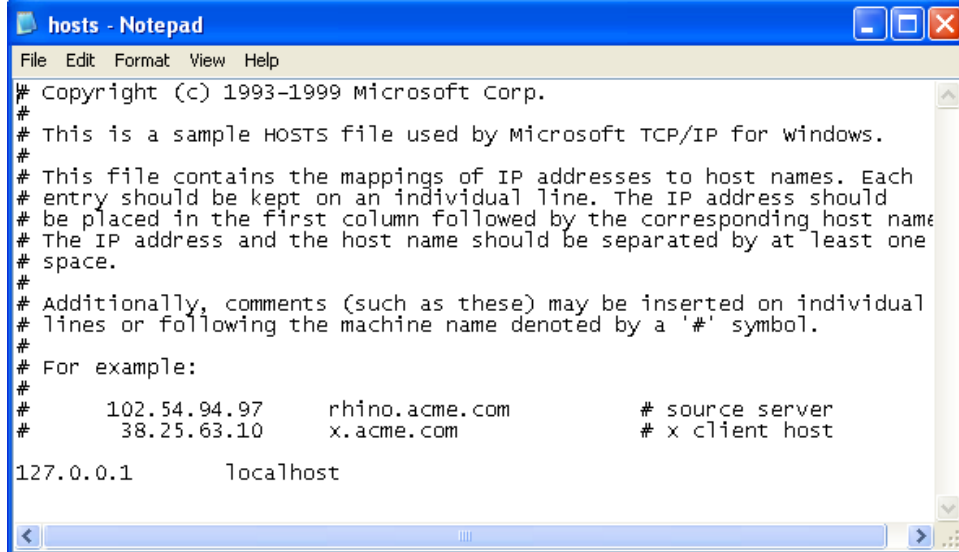 hosts - Notepad
File Edit Format View Help
# Copyright (c) 1993-1999 Microsoft Corp.
#
# This is a sample HOSTS file used by Microsoft TCP/IP for Windows.
#
# This file contains the mappings of IP addresses to host names. Each
# entry should be kept on an individual line. The IP address should
# be placed in the first column followed by the corresponding host name
# The IP address and the host name should be separated by at least one
# space.
#
# Additionally, comments (such as these) may be inserted on individual
# lines or following the machine name denoted by a '#' symbol.
#
# For example:
#
#      102.54.94.97     rhino.acme.com          # source server
#       38.25.63.10     x.acme.com              # x client host
127.0.0.1       localhost